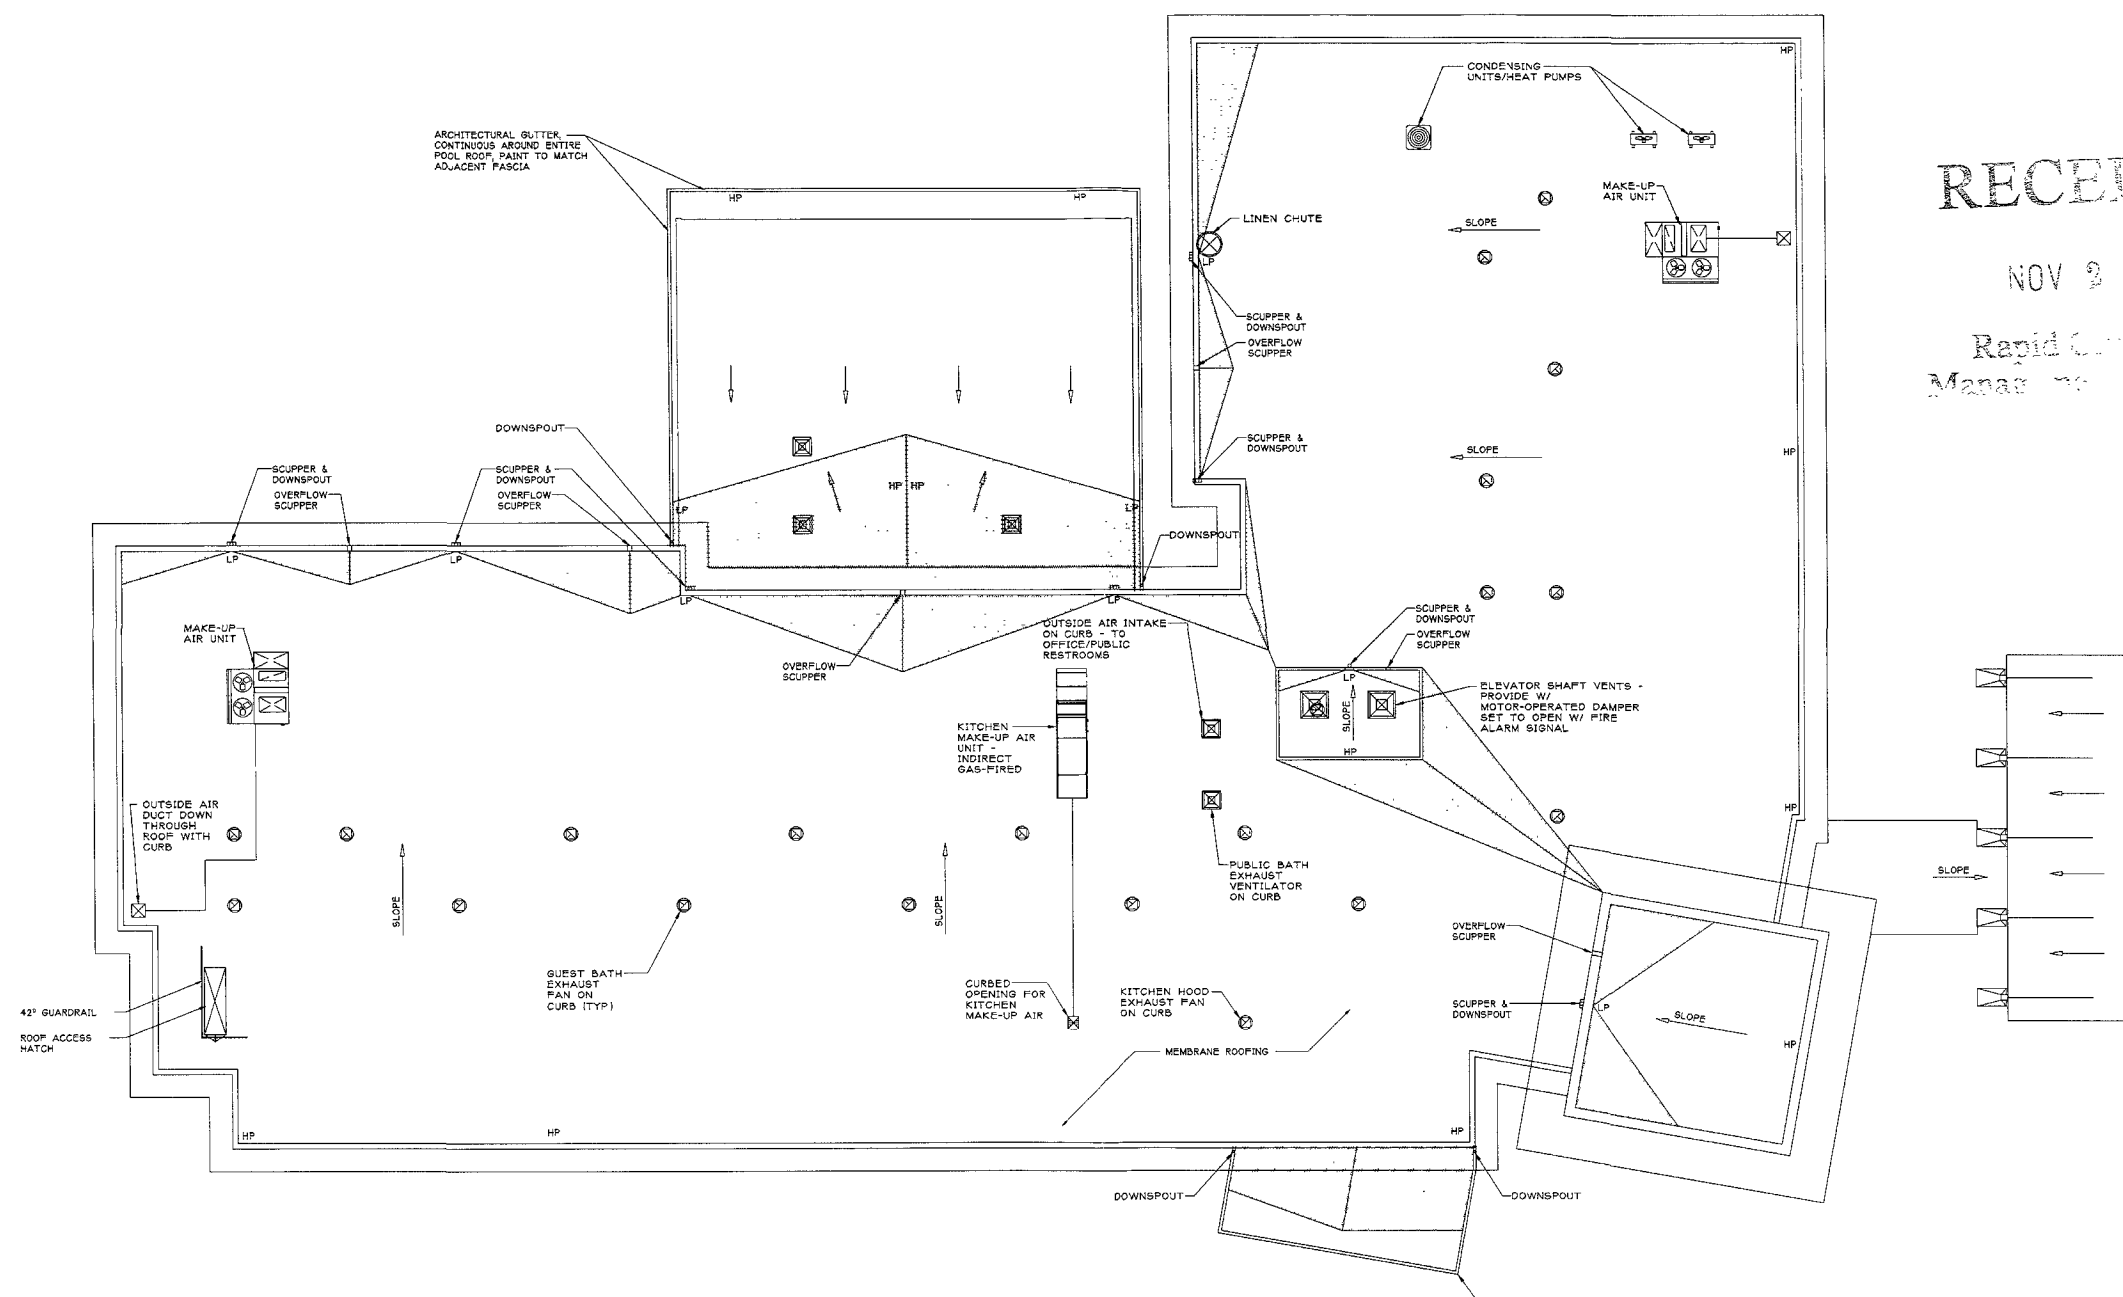 HP
CONDENSING
UNITS/HEAT PUMPS
ARCHITECTURAL GUTTER,
CONTINUOUS AROUND ENTIRE
POOL ROOF, PAINT TO MATCH
ADJACENT FASCIA
HP
HP
MAKE-UP
AIR UNIT
LINEN CHUTE
SLOPE
LP
NOV
Rapid
SCUPPER &
DOWNSPOUT
OVERFLOW
SCUPPER
DOWNSPOUT
SCUPPER &
DOWNSPOUT
SLOPE
HP
SCUPPER &
DOWNSPOUT
OVERFLOW
SCUPPER
SCUPPER &
DOWNSPOUT
OVERFLOW
SCUPPER
HP
HP
LP
LP
DOWNSPOUT
LP
LP
LP
LP
MAKE-UP
AIR UNIT
OVERFLOW
SCUPPER
OUTSIDE AIR INTAKE
ON CURB - TO
OFFICE/PUBLIC
RESTROOMS
SCUPPER &
DOWNSPOUT
OVERFLOW
SCUPPER
LP
SLOPE
HP
ELEVATOR SHAFT VENTS -
PROVIDE W/
MOTOR-OPERATED DAMPER
SET TO OPEN W/ FIRE
ALARM SIGNAL
KITCHEN
MAKE-UP AIR
UNIT -
INDIRECT
GAS-FIRED
OUTSIDE AIR
DUCT DOWN
THROUGH
ROOF WITH
CURB
HP
PUBLIC BATH
EXHAUST
VENTILATOR
ON CURB
SLOPE
SLOPE
SLOPE
OVERFLOW
SCUPPER
GUEST BATH
EXHAUST
FAN ON
CURB (TYP)
CURBED
OPENING FOR
KITCHEN
MAKE-UP AIR
KITCHEN HOOD
EXHAUST FAN
ON CURB
SCUPPER &
DOWNSPOUT
LP
SLOPE
HP
42" GUARDRAIL
ROOF ACCESS
HATCH
MEMBRANE ROOFING
HP
HP
HP
DOWNSPOUT
DOWNSPOUT